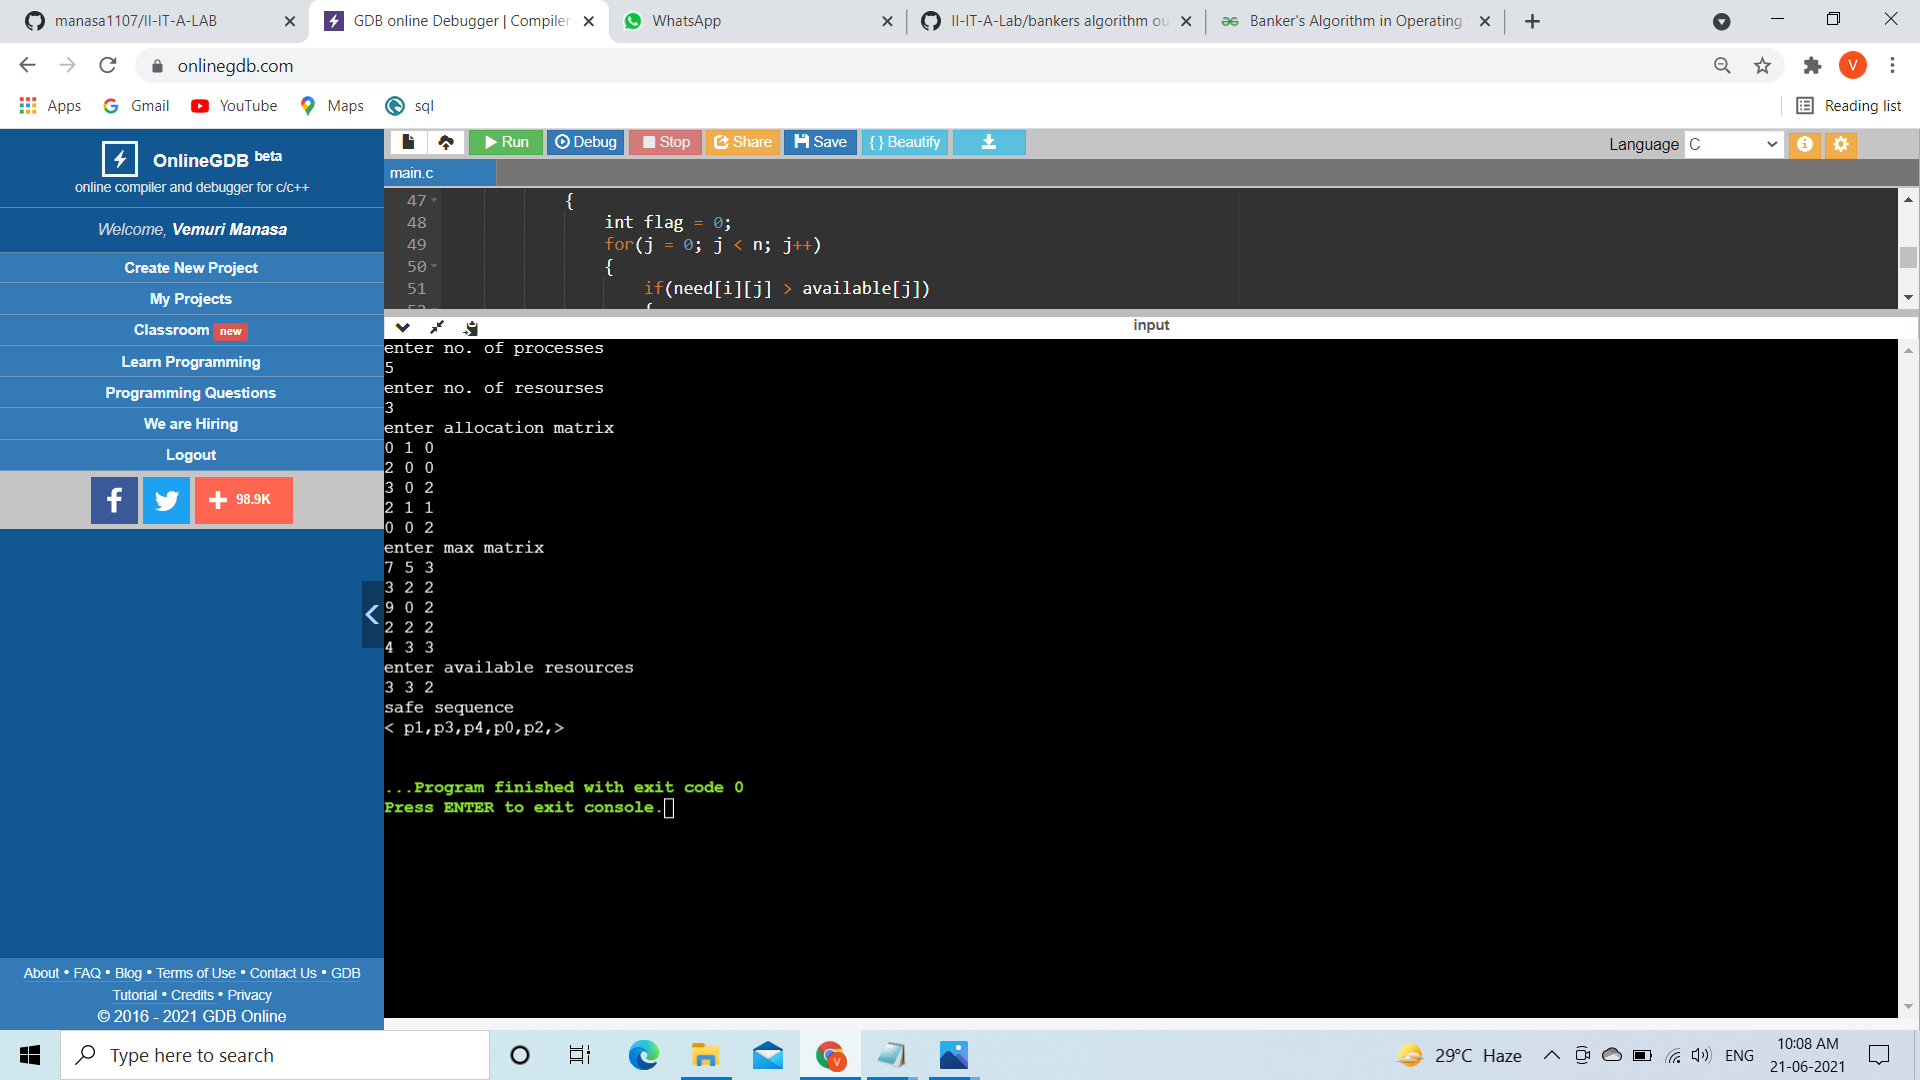 manasa1107/II-IT-A-LAB
GDB online Debugger | Compiler
WhatsApp
II-IT-A-Lab/bankers algorithm ou
Banker's Algorithm in Operating
onlinegdb.com
V
Apps
Gmail
YouTube
Maps
sql
Reading list
OnlineGDB beta
online compiler and debugger for c/c++
Welcome, Vemuri Manasa
Create New Project
My Projects
Classroom new
Learn Programming
Programming Questions
We are Hiring
Logout
98.9K
About • FAQ • Blog • Terms of Use • Contact Us • GDB
Tutorial • Credits • Privacy
© 2016 - 2021 GDB Online
Run
Debug
Stop
Share
Save
{ } Beautify
Language C
main.c
47 {
48 int flag = 0;
49 for(j = 0; j < n; j++)
50 {
51 if(need[i][j] > available[j])
input
enter no. of processes
5
enter no. of resourses
3
enter allocation matrix
0 1 0
2 0 0
3 0 2
2 1 1
0 0 2
enter max matrix
7 5 3
3 2 2
9 0 2
2 2 2
4 3 3
enter available resources
3 3 2
safe sequence
< p1,p3,p4,p0,p2,>
...Program finished with exit code 0
Press ENTER to exit console.
Type here to search
29°C Haze
ENG
10:08 AM
21-06-2021